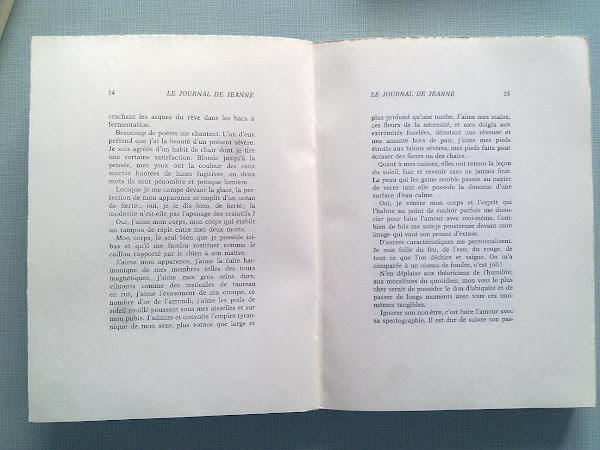 14 LE JOURNAL DE JEANNE
crachant les asques du rêve dans les bacs à
fermentation.
Beaucoup de poètes me chantent. L'un d'eux
prétend que j'ai la beauté d'un présent sévère.
Je suis agrafée d'un habit de chair dont je tire
une certaine satisfaction. Blonde jusqu'à la
pensée, mes yeux ont la couleur des eaux
mortes hantées de lunes fugitives, en deux
mots ils sont pénombre et presque lumière.
Lorsque je me campe devant la glace, la per-
fection de mon apparence m'emplit d'un océan
de fierté... oui, je le dis bien de fierté; la
modestie n'est-elle pas l'apanage des craintifs ?
Oui, j'aime mon corps, mon corps qui établit
un tampon de répit entre mes deux morts.
Mon corps, le seul bien que je possède ici-
bas et qu'il me faudra restituer comme le
caillou rapporté par le chien à son maître.
J'aime mon apparence, j'aime la fuite har-
monique de mes membres telles des tours
magnétiques, j'aime mes gros seins durs,
vibrants comme des testicules de taureau
en rut, j'aime l'évasement de ma croupe, ce
nombre d'or de l'arrondi, j'aime les poils de
soleil rouillé poussant sous mes aisselles et sur
mon pubis. J'admire et convoite l'empire tyran-
nique de mon sexe, plus vorace que large et
LE JOURNAL DE JEANNE 15
plus profond qu'une tombe. J'aime mes mains,
ces fleurs de la nécessité, et mes doigts aux
extrémités fuselées, dénotant une rêveuse et
une amante hors de pair, j'aime mes pieds
étroits aux talons sévères, mes pieds faits pour
écraser des fleurs ou des chairs.
Quant à mes cuisses, elles ont retenu la leçon
du soleil, fuir et revenir sans ne jamais finir.
La peau qui les gaine semble passée au papier
de verre tant elle possède la douceur d'une
surface d'eau calme.
Oui, je vénère mon corps et l'esprit qui
l'habite au point de vouloir parfois me disso-
cier pour faire l'amour avec moi-même. Com-
bien de fois me suis-je prosternée devant mon
image qui vaut son pesant d'extase.
D'autres caractéristiques me personnalisent.
Je suis folle du feu, de l'eau, du rouge, de
tout ce que l'on déchire et saigne. On m'a
comparée à un oiseau de foudre, c'est joli !
N'en déplaise aux théoriciens de l'humilité,
aux moralistes du quotidien, mon vœu le plus
cher serait de posséder le don d'ubiquité et de
passer de longs moments avec tous ces moi-
mêmes tangibles.
Ignorer son non-être, c'est faire l'amour avec
sa spectographie. Il est dur de suivre son pas-